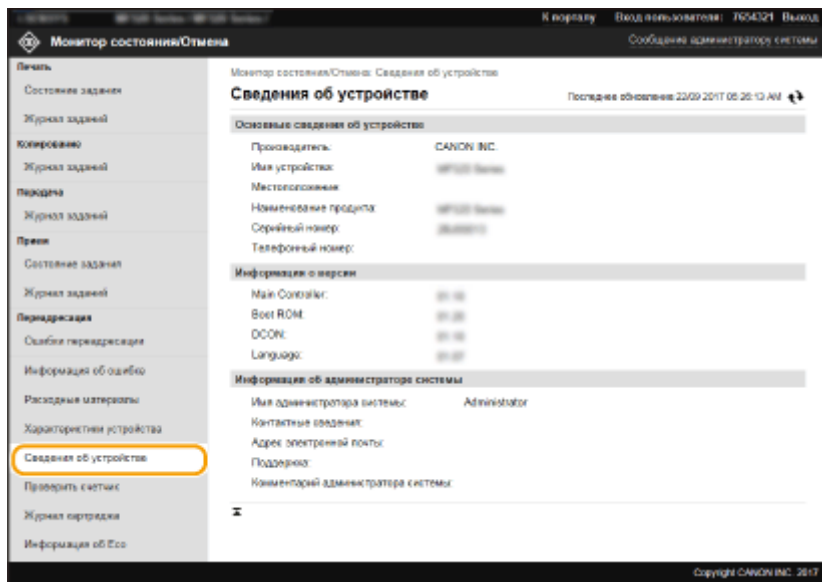 К порталу Вход пользователя: 7654321 Выход
Монитор состояния/Отмена
Сообщение администратору системы
Печать
Состояние задания
Журнал заданий
Копирование
Журнал заданий
Передача
Журнал заданий
Прием
Состояние задания
Журнал заданий
Переадресация
Ошибки переадресации
Информация об ошибке
Расходные материалы
Характеристики устройства
Сведения об устройстве
Проверить счетчик
Журнал картриджа
Информация об Eco
Монитор состояния/Отмена: Сведения об устройстве
Сведения об устройстве
Последнее обновление 22/09 2017 05:26:13 AM
Основные сведения об устройстве
Производитель: CANON INC.
Имя устройства:
Местоположение:
Наименование продукта:
Серийный номер:
Телефонный номер:
Информация о версии
Main Controller:
Boot ROM:
DCON:
Language:
Информация об администраторе системы
Имя администратора системы: Administrator
Контактные сведения:
Адрес электронной почты:
Поддержка:
Комментарий администратора системы:
Copyright CANON INC. 2017